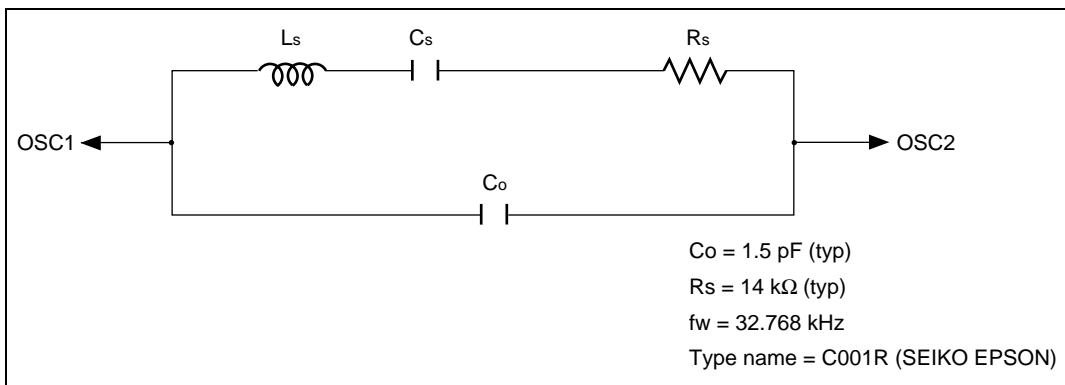 Ls
Cs
Rs
OSC1
OSC2
Co
Co = 1.5 pF (typ)
Rs = 14 kΩ (typ)
fw = 32.768 kHz
Type name = C001R (SEIKO EPSON)